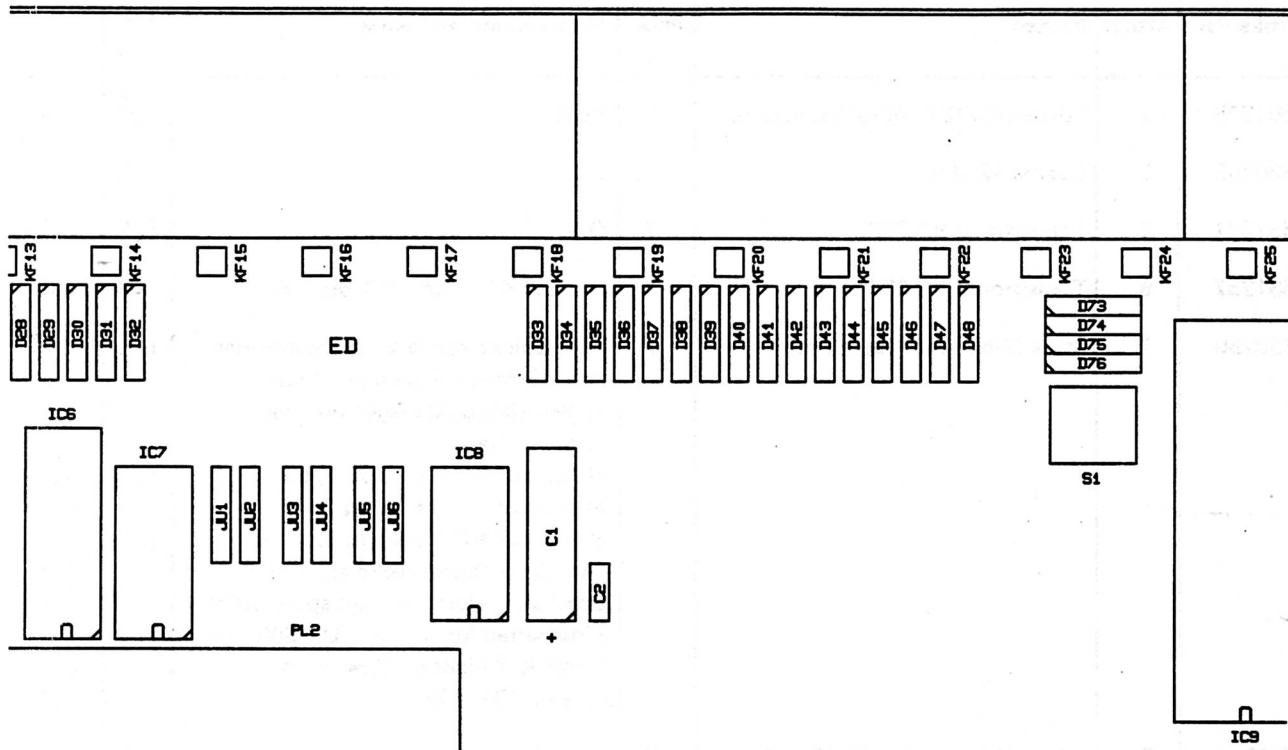 KF13 KF14 KF15 KF16 KF17 KF18 KF19 KF20 KF21 KF22 KF23 KF24 KF25
D28 D29 D30 D31 D32 ED D33 D34 D35 D36 D37 D38 D39 D40 D41 D42 D43 D44 D45 D46 D47 D48
D73
D74
D75
D76
IC6 IC7 IC8 S1
JU1 JU2 JU3 JU4 JU5 JU6 C1
C2
PL2 +
IC9